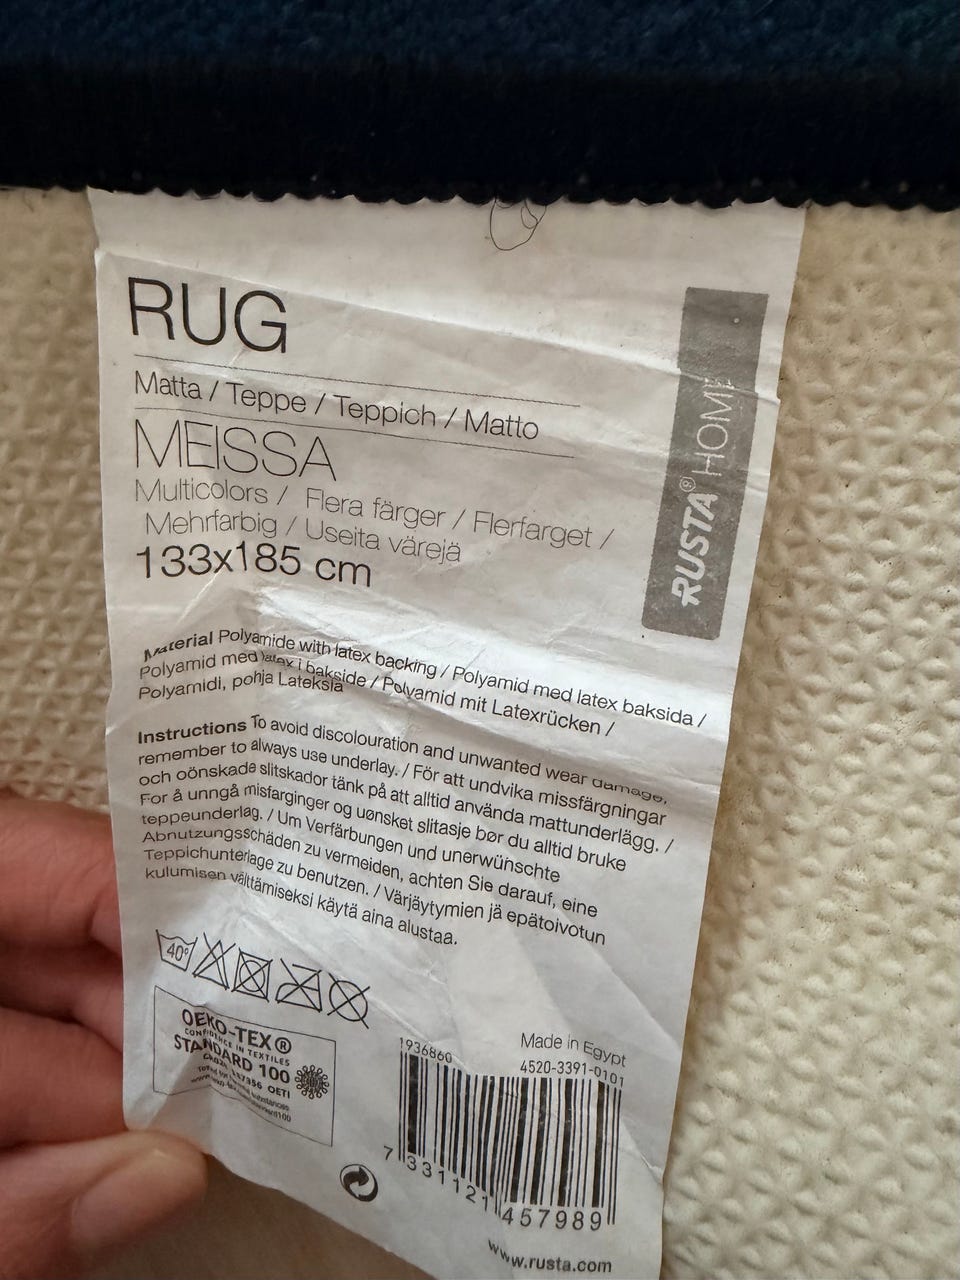 RUG
Matta / Teppe / Teppich / Matto
MEISSA
Multicolors / Flera färger / Flerfarget /
Mehrfarbig / Useita värejä
133x185 cm
RUSTA® HOME
Material Polyamide with latex backing / Polyamid med latex baksida /
Polyamid med latex i bakside / Polyamid mit Latexrücken /
Polyamidi, pohja Lateksia
Instructions To avoid discolouration and unwanted wear damage,
remember to always use underlay. / För att undvika missfärgningar
och oönskade slitskador tänk på att alltid använda mattunderlägg. /
For å unngå misfarginger og uønsket slitasje bør du alltid bruke
teppeunderlag. / Um Verfärbungen und unerwünschte
Abnutzungsschäden zu vermeiden, achten Sie darauf, eine
Teppichunterlage zu benutzen. / Värjäytymien jä epätoivotun
kulumisen välttämiseksi käytä aina alustaa.
40°
OEKO-TEX®
CONFIDENCE IN TEXTILES
STANDARD 100
OETI
Made in Egypt
1936860
4520-3391-0101
7 331121 457989
www.rusta.com